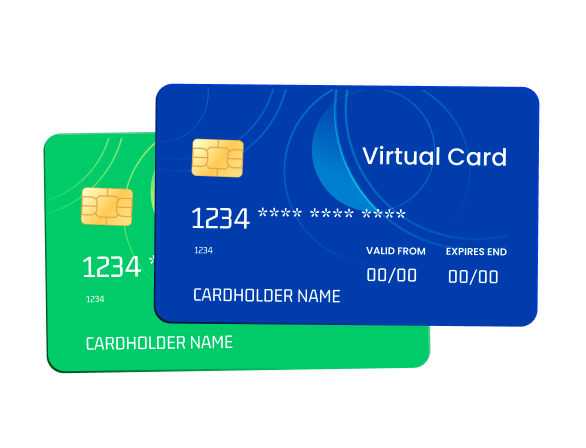 Virtual Card
1234 **** **** ****
1234
VALID FROM EXPIRES END
00/00 00/00
CARDHOLDER NAME
1234 *
1234
CARDHOLDER NAME